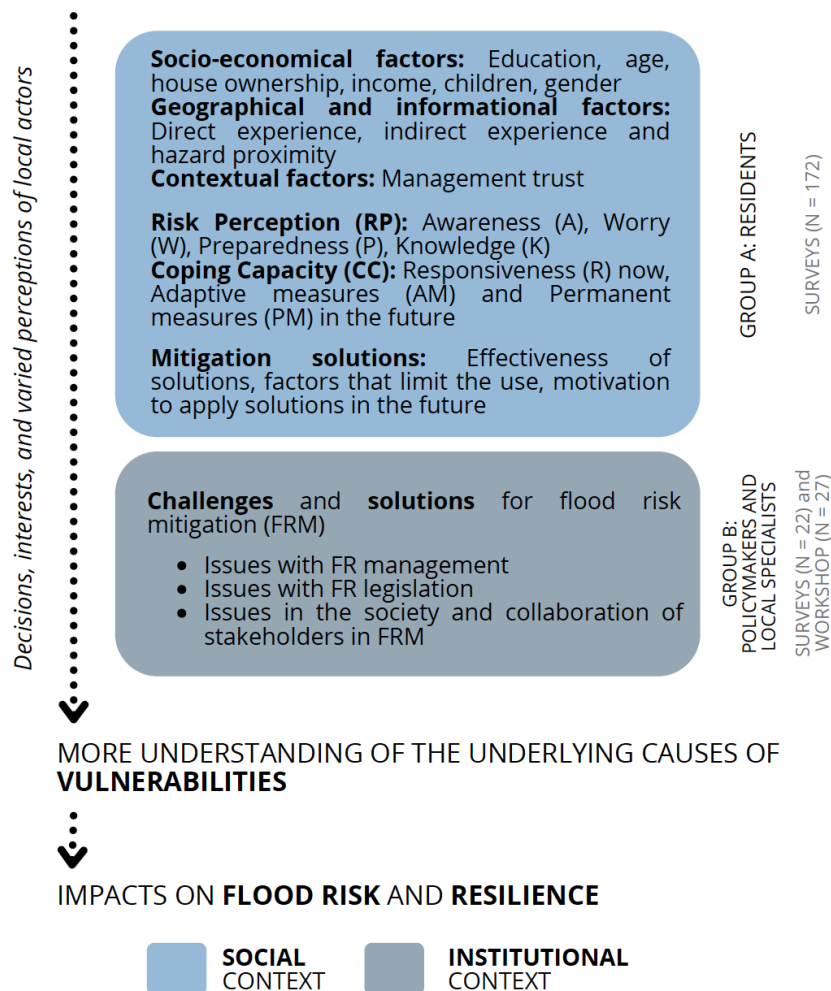 Decisions, interests, and varied perceptions of local actors
Socio-economical factors: Education, age,
house ownership, income, children, gender
Geographical and informational factors:
Direct experience, indirect experience and
hazard proximity
Contextual factors: Management trust
Risk Perception (RP): Awareness (A), Worry
(W), Preparedness (P), Knowledge (K)
Coping Capacity (CC): Responsiveness (R) now,
Adaptive measures (AM) and Permanent
measures (PM) in the future
Mitigation solutions: Effectiveness of
solutions, factors that limit the use, motivation
to apply solutions in the future
GROUP A: RESIDENTS
SURVEYS (N = 172)
Challenges and solutions for flood risk
mitigation (FRM)
• Issues with FR management
• Issues with FR legislation
• Issues in the society and collaboration of
stakeholders in FRM
GROUP B:
POLICYMAKERS AND
LOCAL SPECIALISTS
SURVEYS (N = 22) and
WORKSHOP (N = 27)
MORE UNDERSTANDING OF THE UNDERLYING CAUSES OF
VULNERABILITIES
IMPACTS ON FLOOD RISK AND RESILIENCE
SOCIAL
CONTEXT
INSTITUTIONAL
CONTEXT